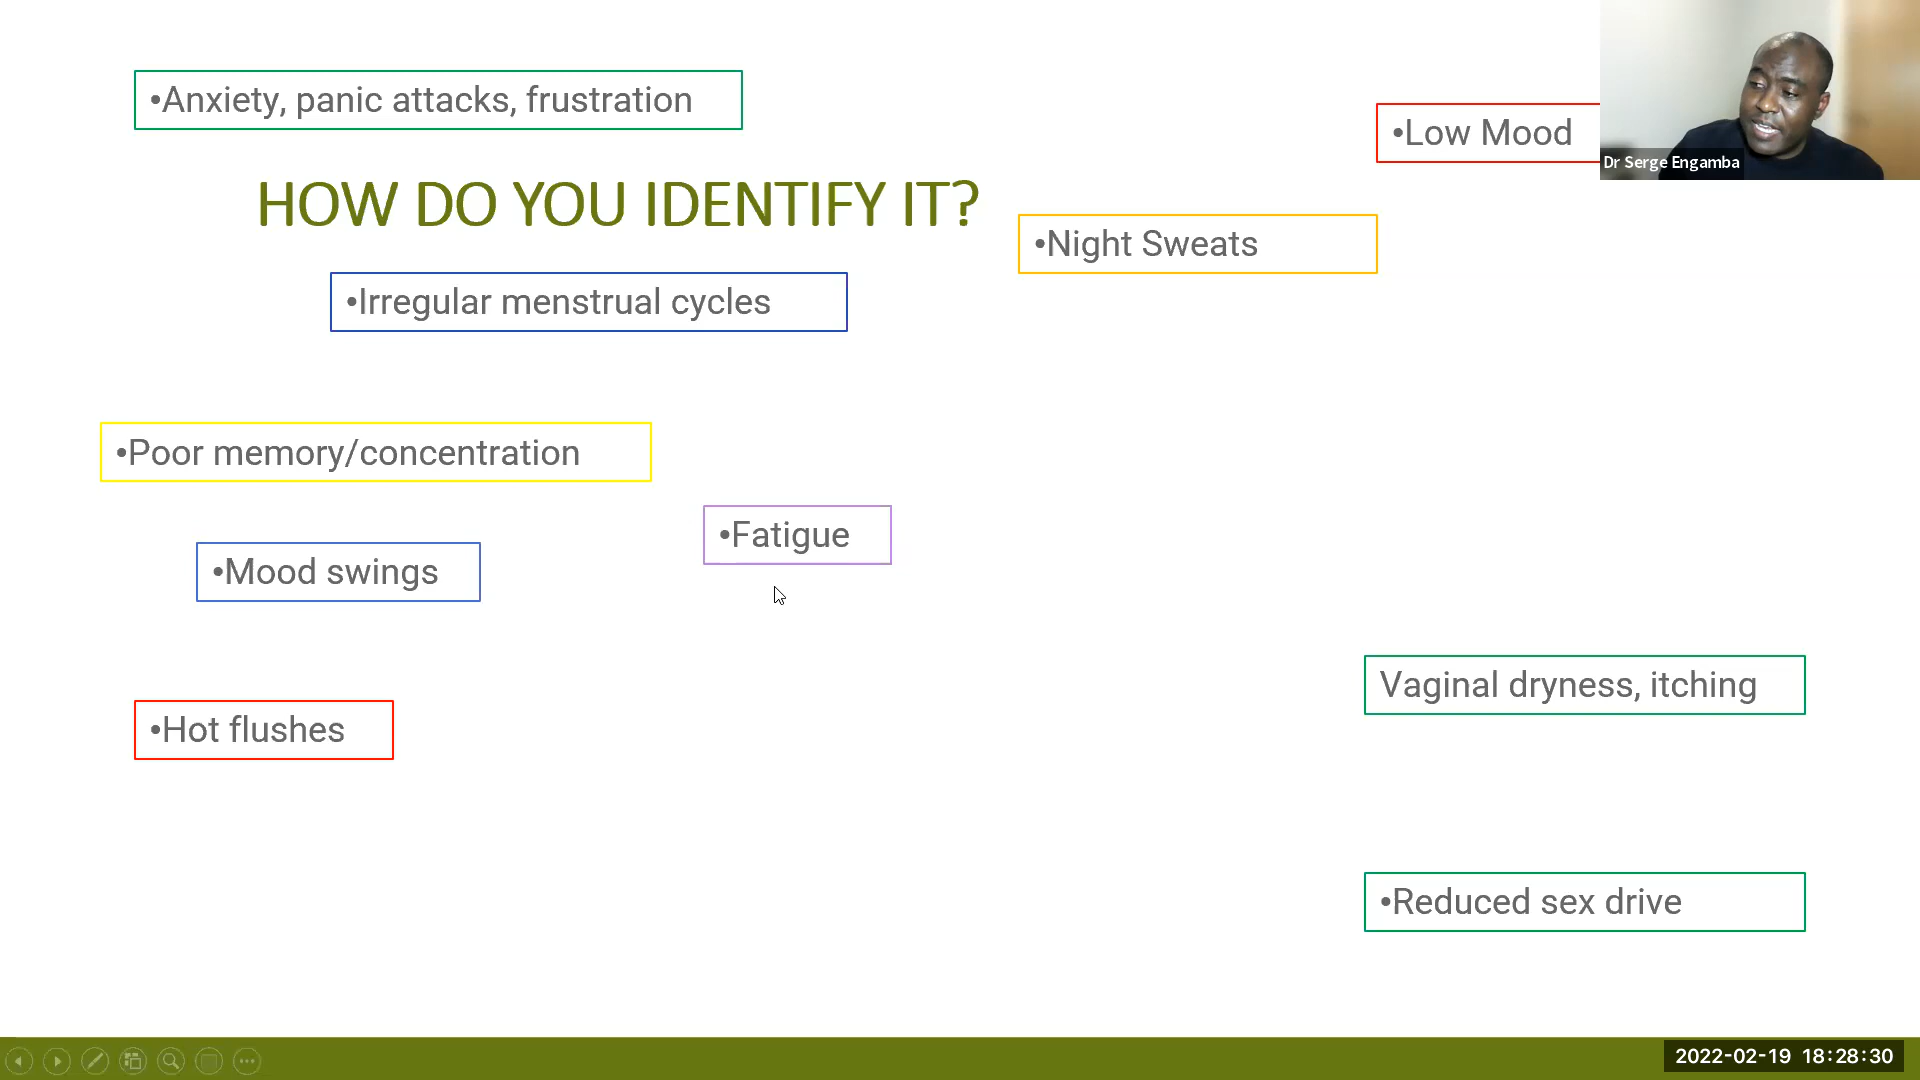 •Anxiety, panic attacks, frustration
•Low Mood
Dr Serge Engamba
HOW DO YOU IDENTIFY IT?
•Night Sweats
•Irregular menstrual cycles
•Poor memory/concentration
•Fatigue
•Mood swings
Vaginal dryness, itching
•Hot flushes
•Reduced sex drive
2022-02-19 18:28:30